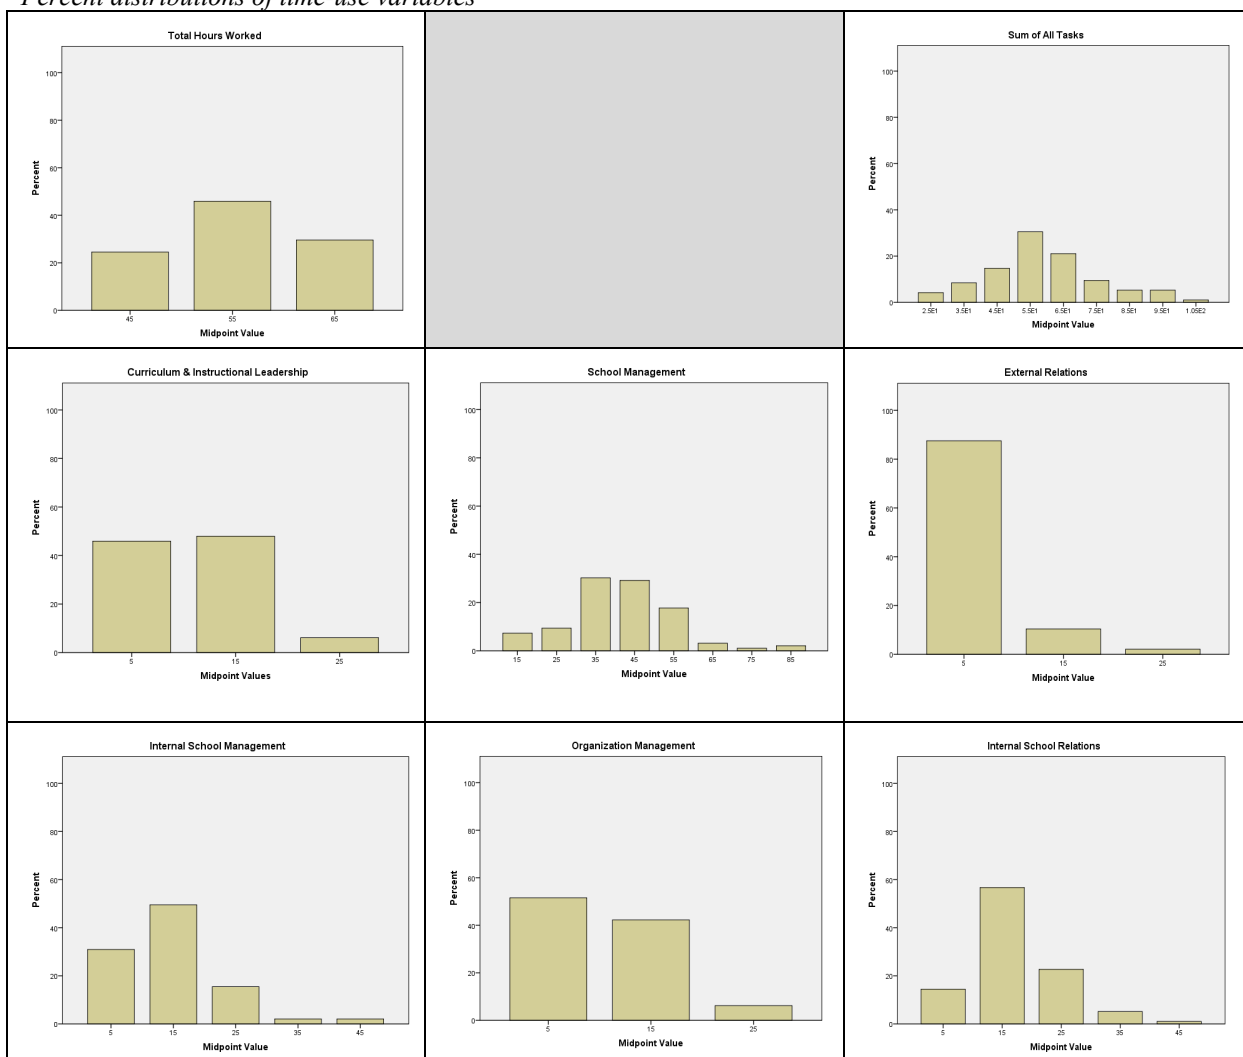 Percent distributions of time use variables
Total Hours Worked
Percent
100
80
60
40
20
0
45 55 65
Midpoint Value
Sum of All Tasks
Percent
100
80
60
40
20
0
2.5E1 3.5E1 4.5E1 5.5E1 6.5E1 7.5E1 8.5E1 9.5E1 1.05E2
Midpoint Value
Curriculum & Instructional Leadership
Percent
100
80
60
40
20
0
5 15 25
Midpoint Values
School Management
Percent
100
80
60
40
20
0
15 25 35 45 55 65 75 85
Midpoint Value
External Relations
Percent
100
80
60
40
20
0
5 15 25
Midpoint Value
Internal School Management
Percent
100
80
60
40
20
0
5 15 25 35 45
Midpoint Value
Organization Management
Percent
100
80
60
40
20
0
5 15 25
Midpoint Value
Internal School Relations
Percent
100
80
60
40
20
0
5 15 25 35 45
Midpoint Value